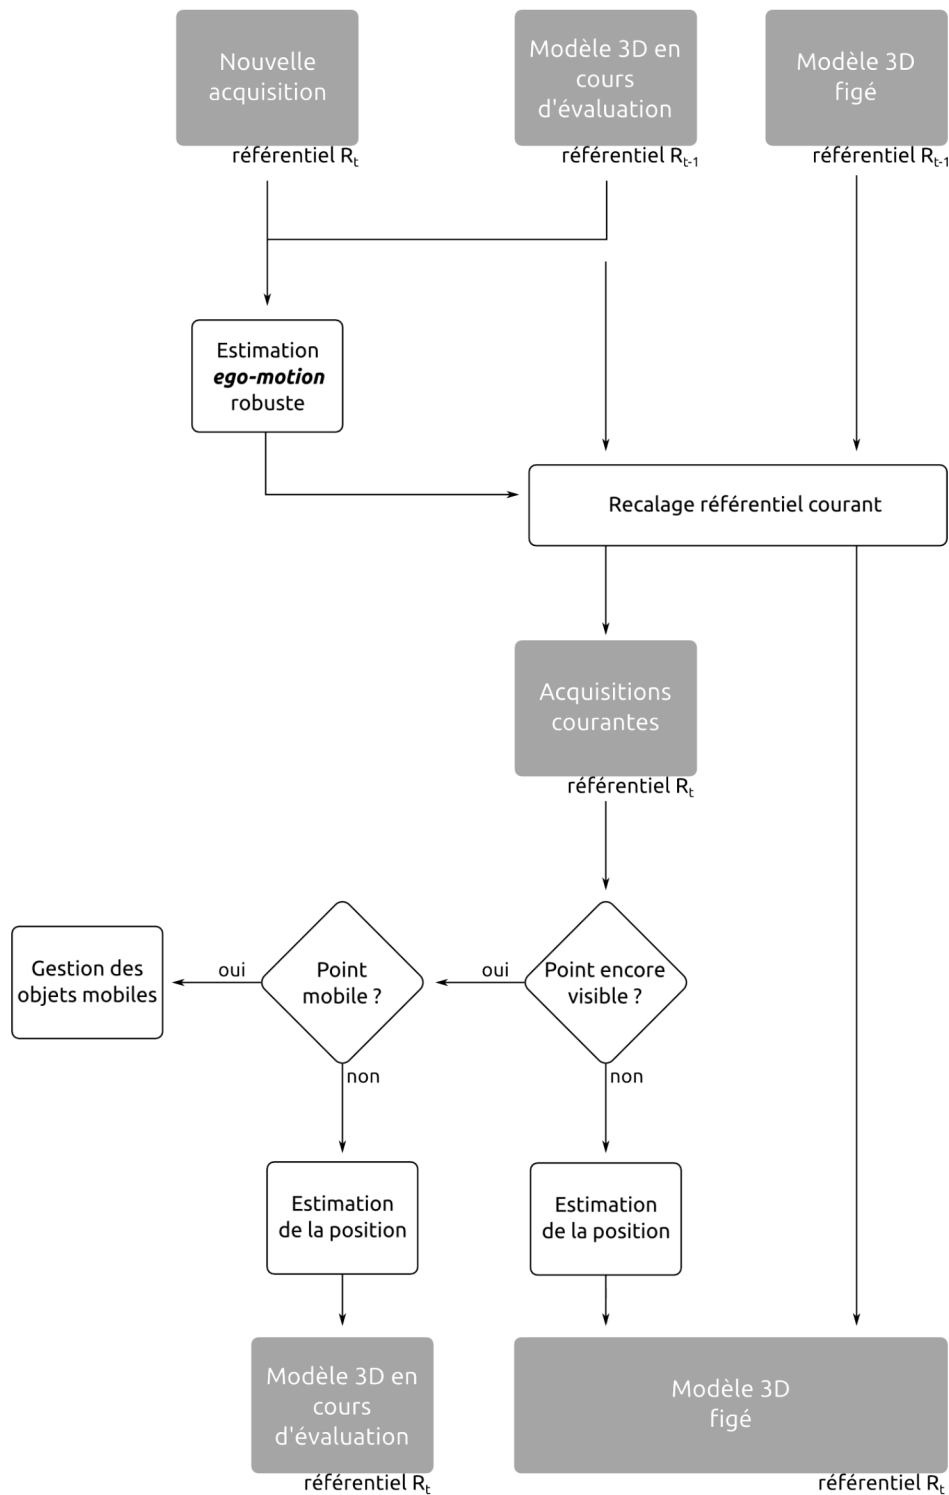 Nouvelle
acquisition
référentiel Rt
Modèle 3D en
cours
d'évaluation
référentiel Rt-1
Modèle 3D
figé
référentiel Rt-1
Estimation
ego-motion
robuste
Recalage référentiel courant
Acquisitions
courantes
référentiel Rt
Gestion des
objets mobiles
oui
Point
mobile ?
oui
Point encore
visible ?
non
non
Estimation
de la position
Estimation
de la position
Modèle 3D en
cours
d'évaluation
référentiel Rt
Modèle 3D
figé
référentiel Rt